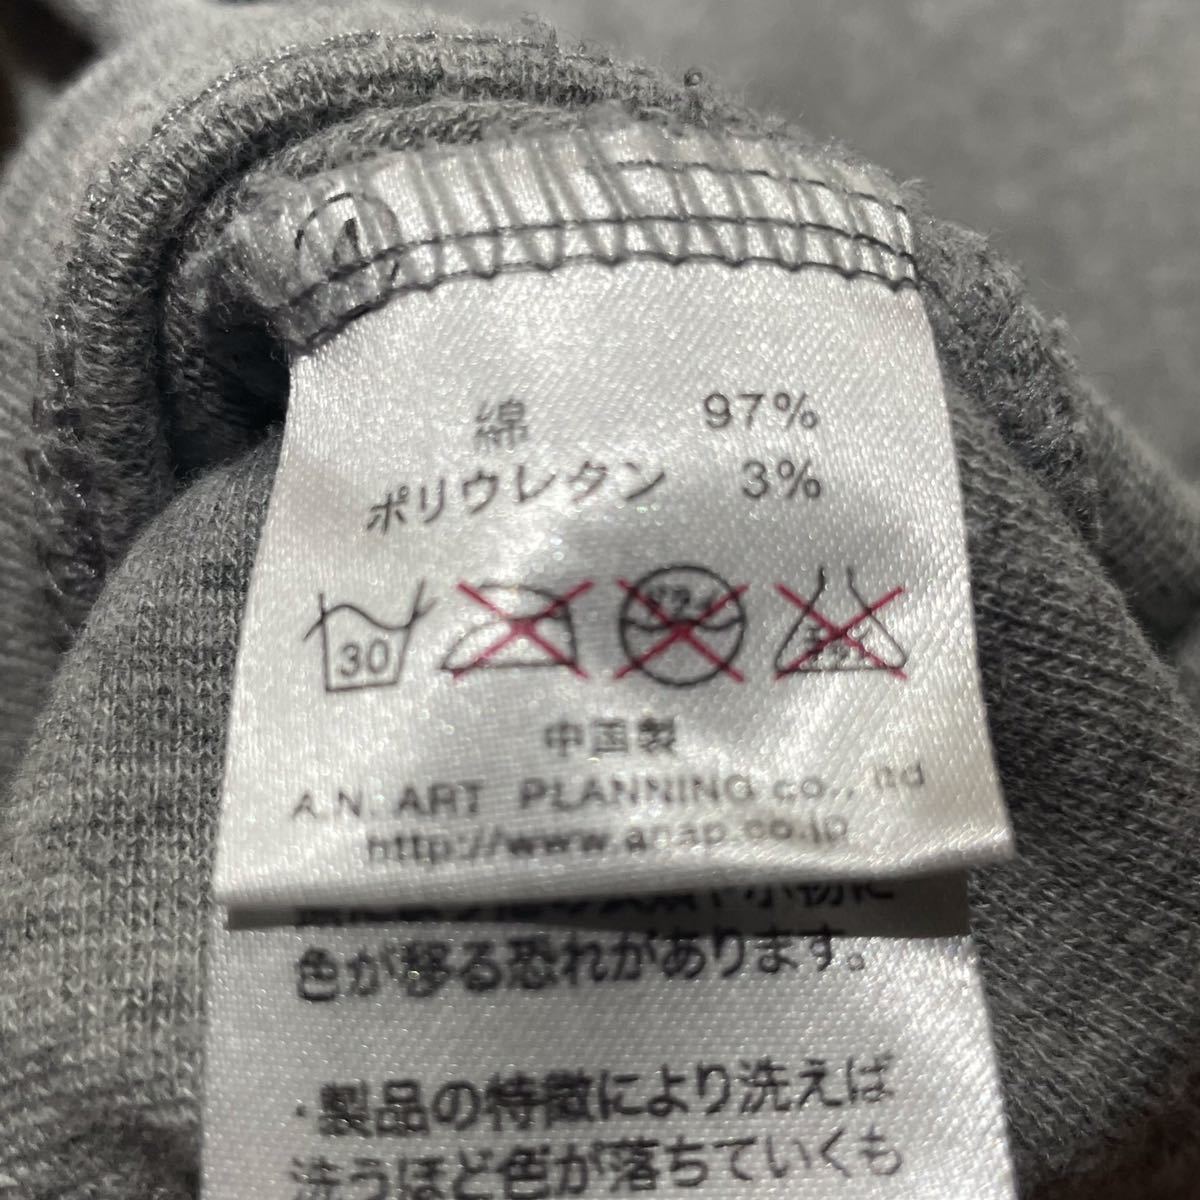 綿 97%
ポリウレタン 3%
30
中国製
A.N. ART PLANNING co., ltd
http://www.anap.co.jp
色が移る恐れがあります。
・製品の特徴により洗えば
洗うほど色が落ちていくも